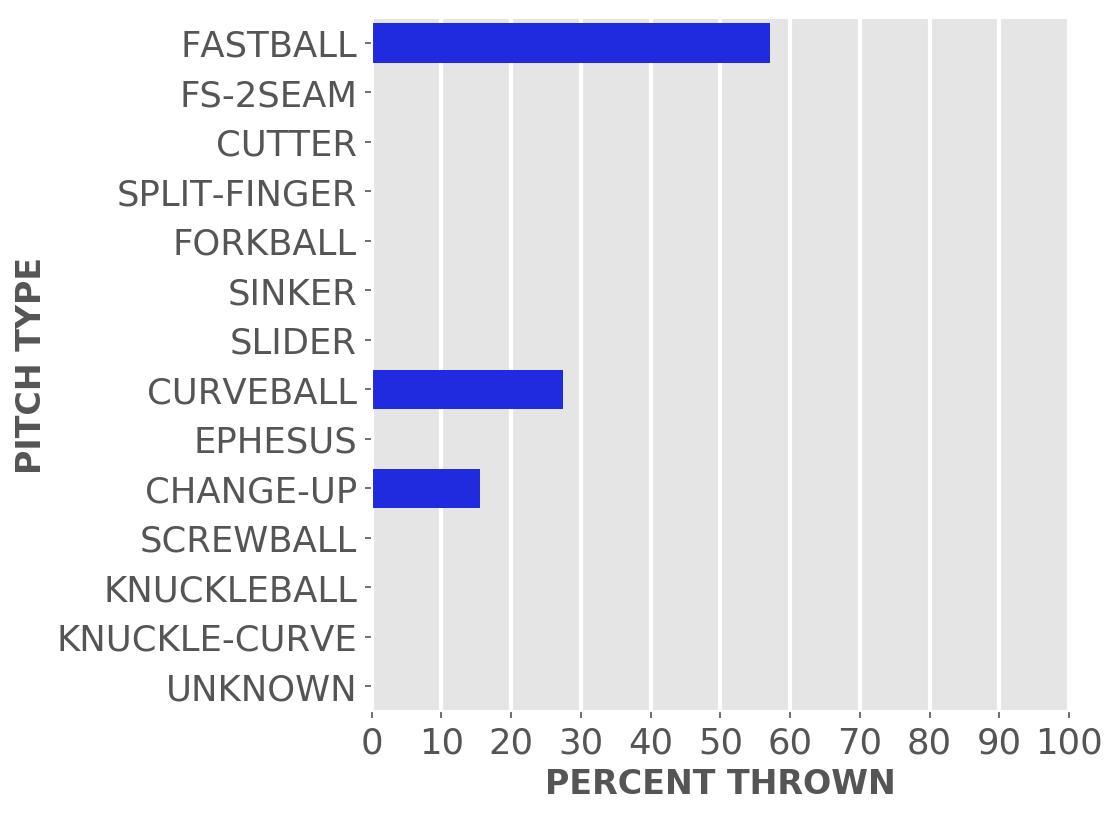 FASTBALL
FS-2SEAM
CUTTER
SPLIT-FINGER
FORKBALL
SINKER
SLIDER
CURVEBALL
EPHESUS
CHANGE-UP
SCREWBALL
KNUCKLEBALL
KNUCKLE-CURVE
UNKNOWN
PITCH TYPE
0 10 20 30 40 50 60 70 80 90 100
PERCENT THROWN